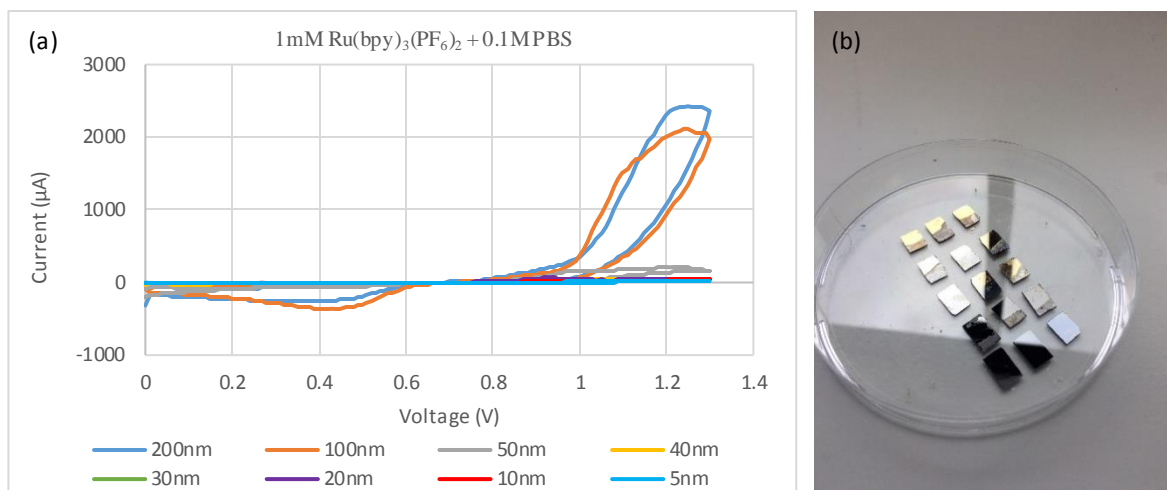 (a)
1mM Ru(bpy)₃(PF₆)₂ + 0.1M PBS
3000
2000
1000
0
-1000
Current (µA)
0 0.2 0.4 0.6 0.8 1 1.2 1.4
Voltage (V)
200nm 100nm 50nm 40nm
30nm 20nm 10nm 5nm
(b)